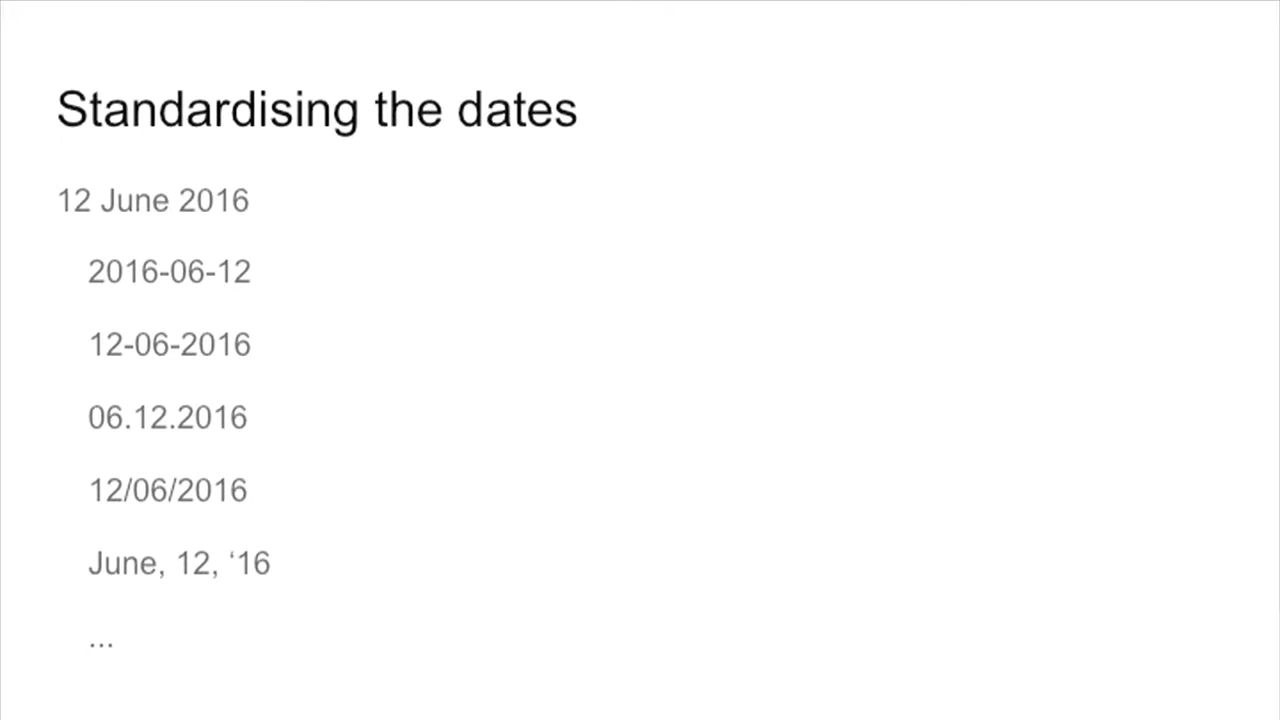 Standardising the dates
12 June 2016
2016-06-12
12-06-2016
06.12.2016
12/06/2016
June, 12, ‘16
...